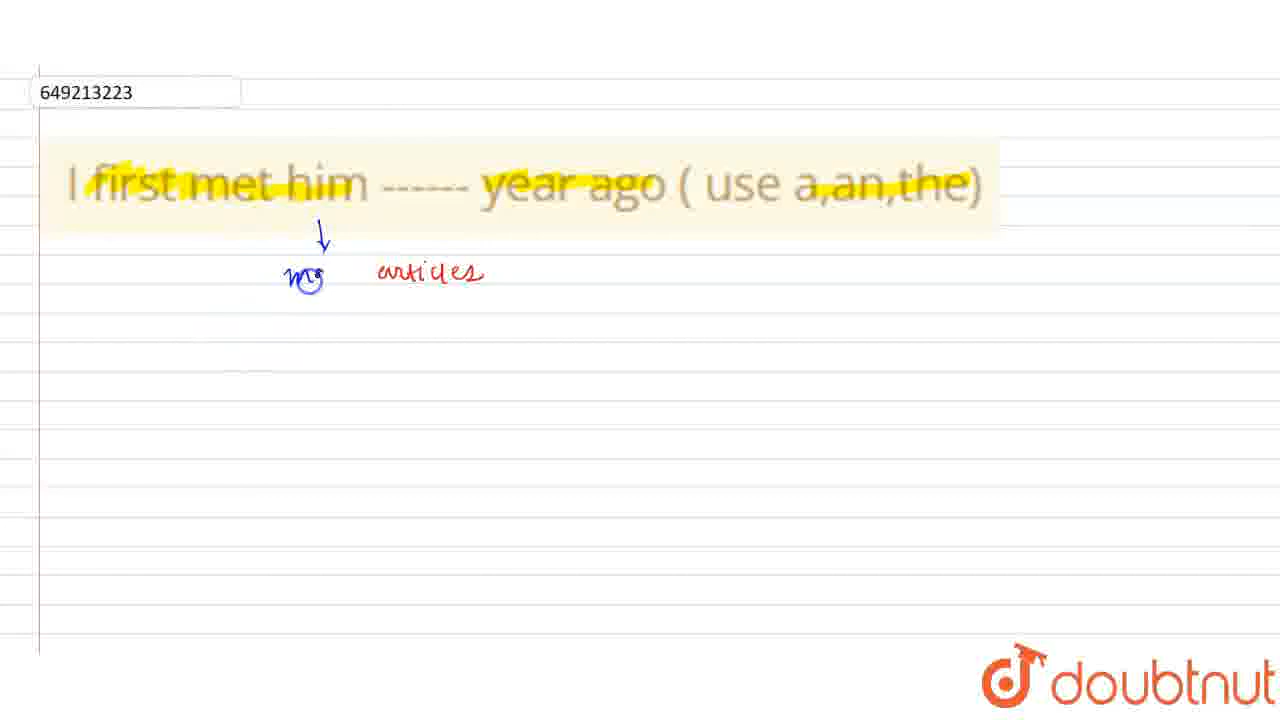 649213223
I first met him ------ year ago ( use a,an,the)
articles
doubtnut